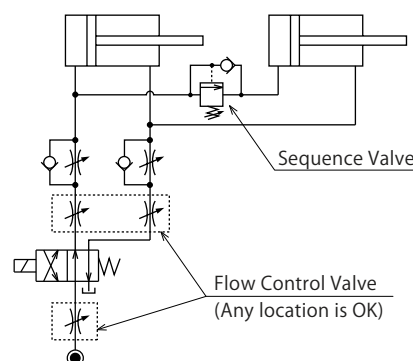 Sequence Valve
Flow Control Valve
(Any location is OK)